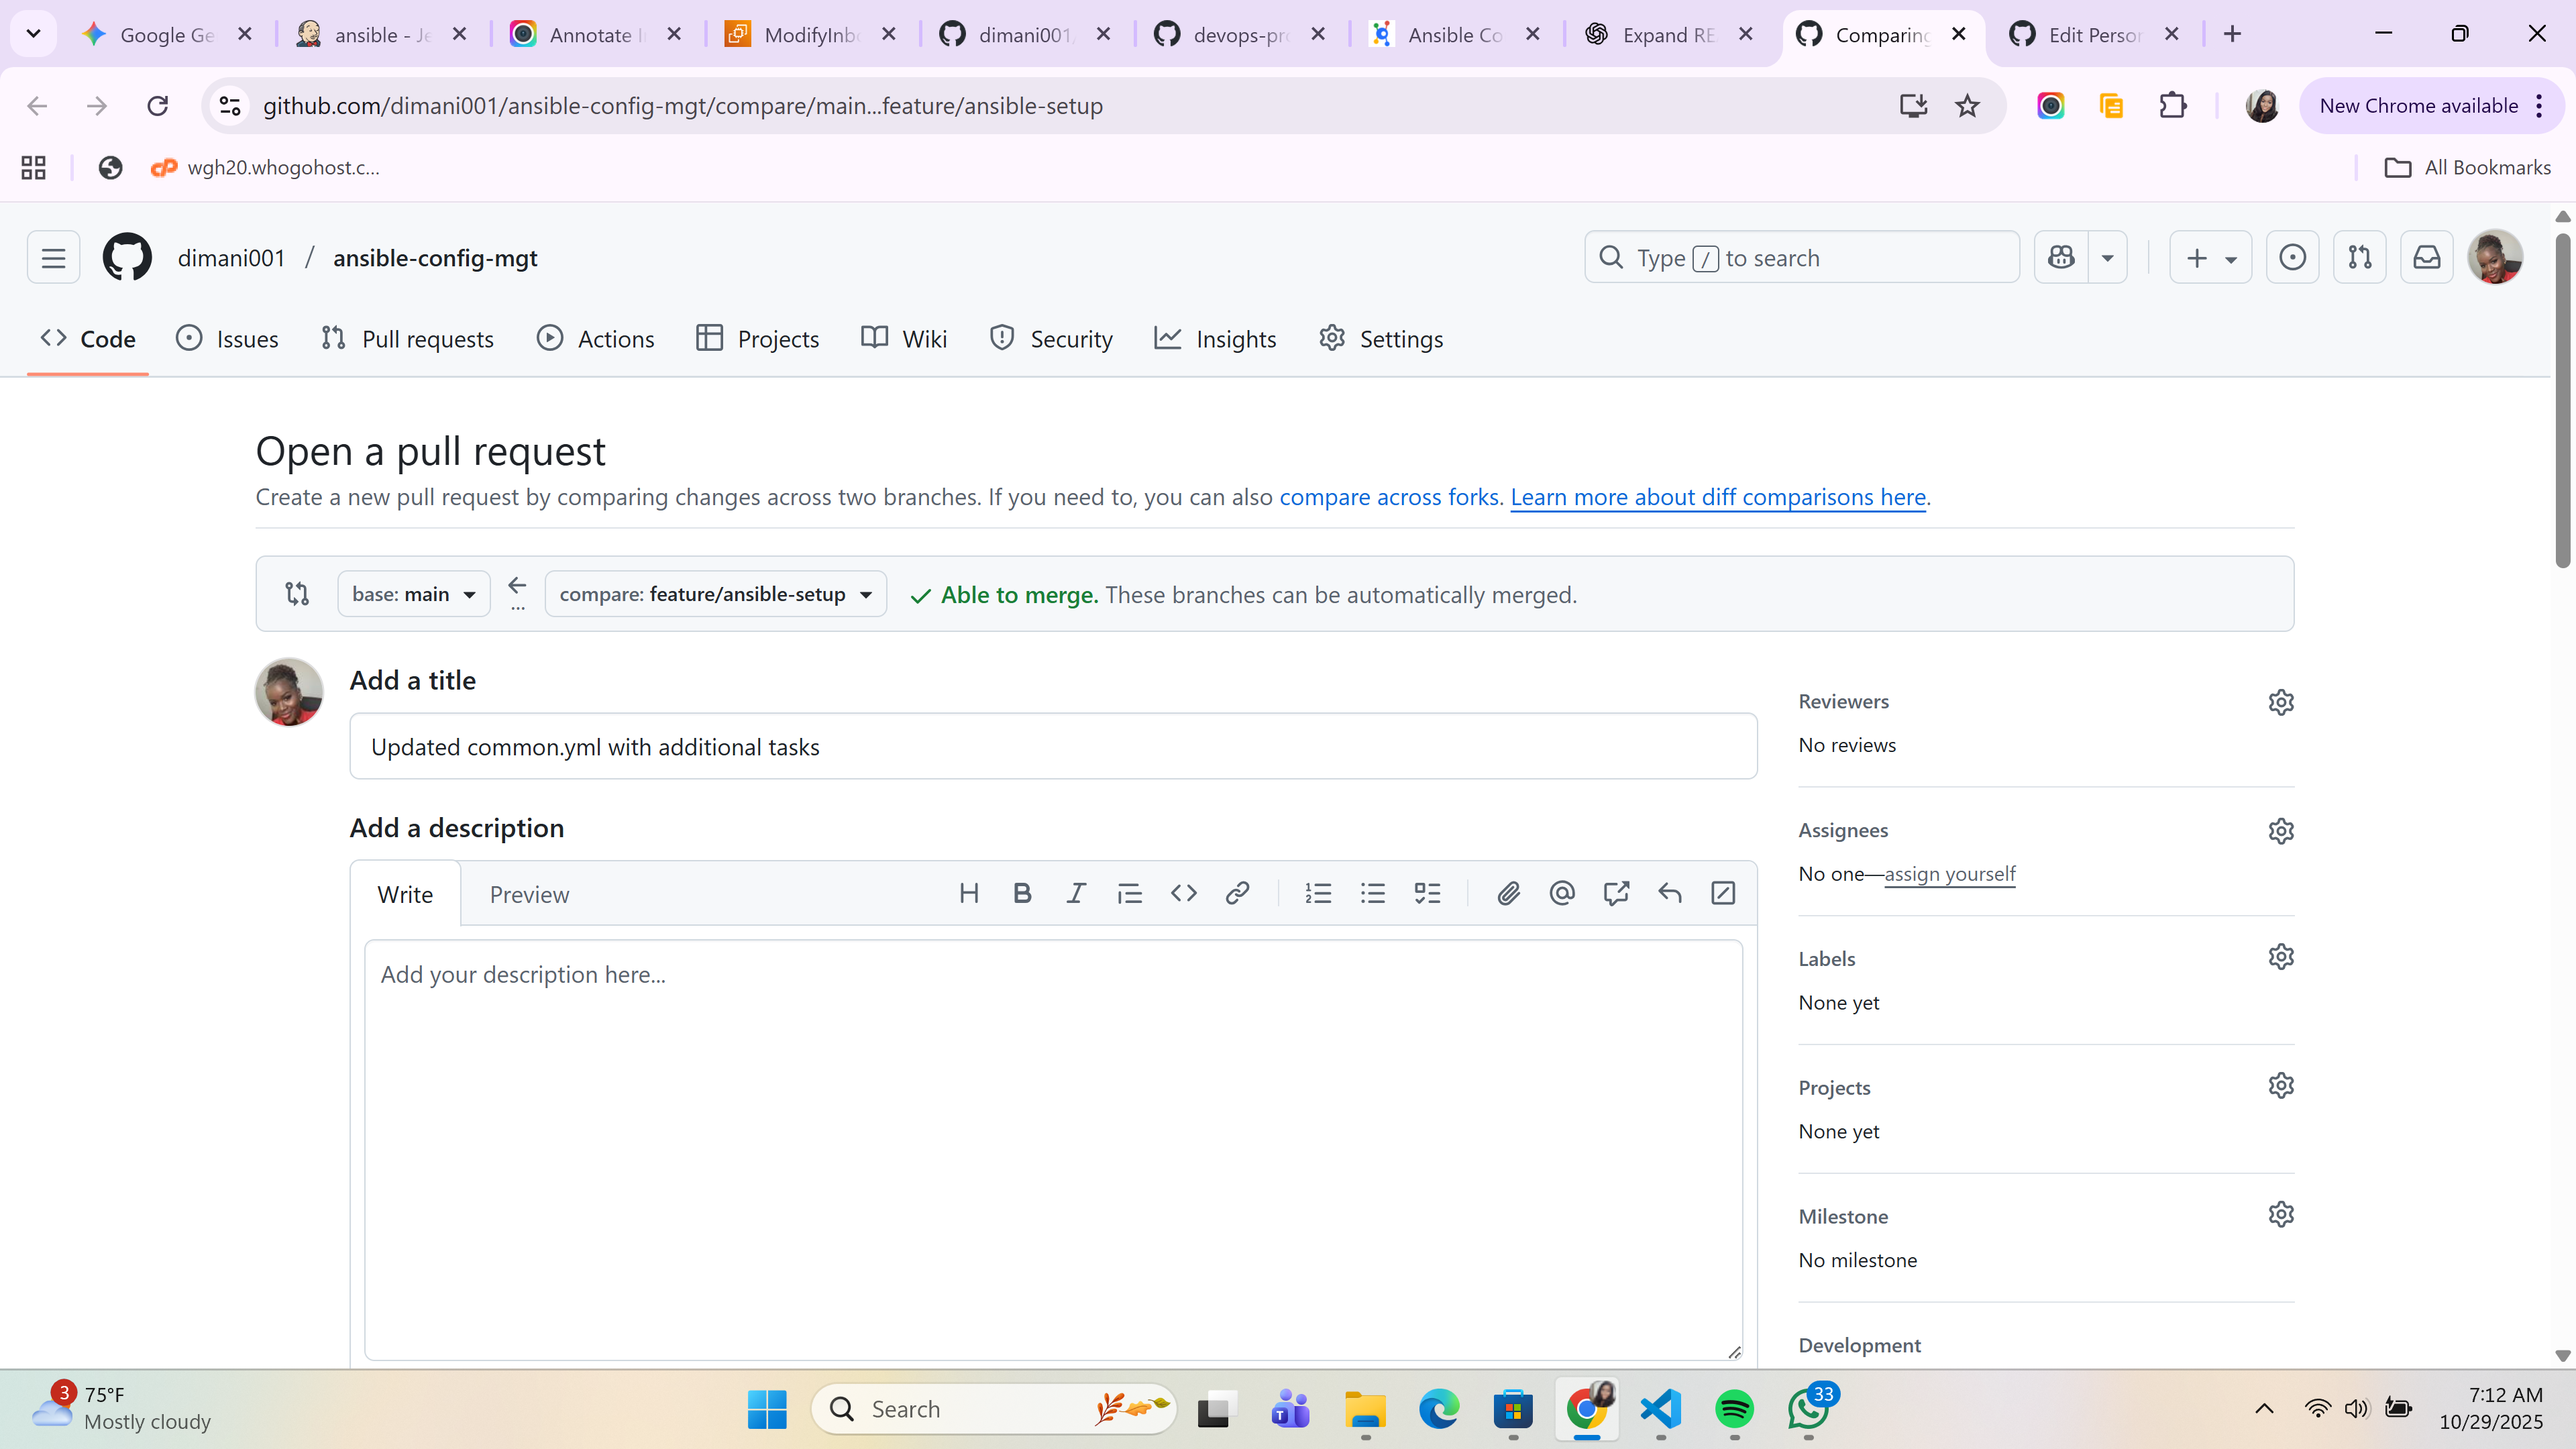 Google Ge
ansible - Je
Annotate I
ModifyInbo
dimani001/
devops-pro
Ansible Co
Expand RE
Comparing
Edit Person
github.com/dimani001/ansible-config-mgt/compare/main...feature/ansible-setup
New Chrome available
cP wgh20.whogohost.c...
All Bookmarks
dimani001 / ansible-config-mgt
Type / to search
Code
Issues
Pull requests
Actions
Projects
Wiki
Security
Insights
Settings
Open a pull request
Create a new pull request by comparing changes across two branches. If you need to, you can also compare across forks. Learn more about diff comparisons here.
base: main
...
compare: feature/ansible-setup
Able to merge. These branches can be automatically merged.
Add a title
Updated common.yml with additional tasks
Add a description
Write
Preview
Add your description here...
Reviewers
No reviews
Assignees
No one—assign yourself
Labels
None yet
Projects
None yet
Milestone
No milestone
Development
3
75°F
Mostly cloudy
Search
33
7:12 AM
10/29/2025